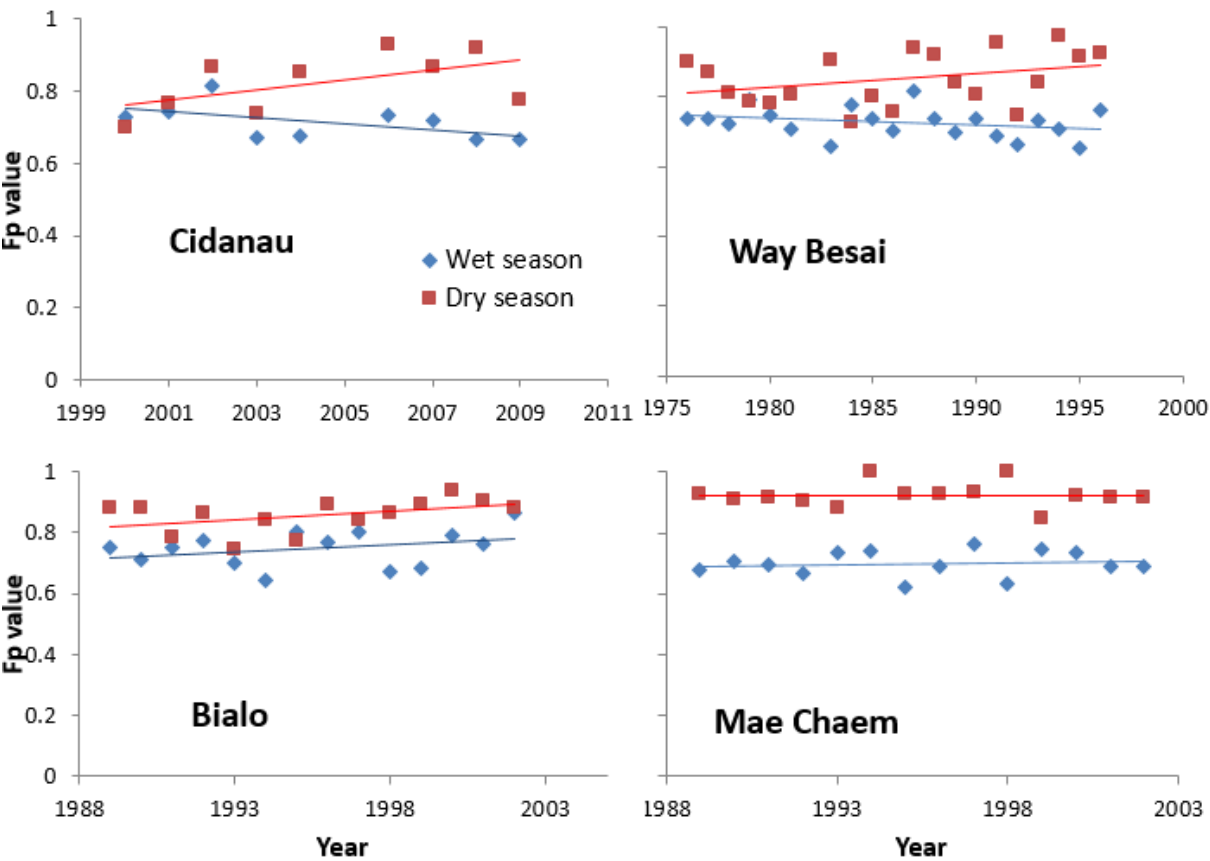 1
0.8
0.6
0.4
0.2
0
Fp value
Cidanau
Wet season
Dry season
1999 2001 2003 2005 2007 2009 2011
Way Besai
1975 1980 1985 1990 1995 2000
1
0.8
0.6
0.4
0.2
0
Fp value
Bialo
1988 1993 1998 2003
Year
Mae Chaem
1988 1993 1998 2003
Year